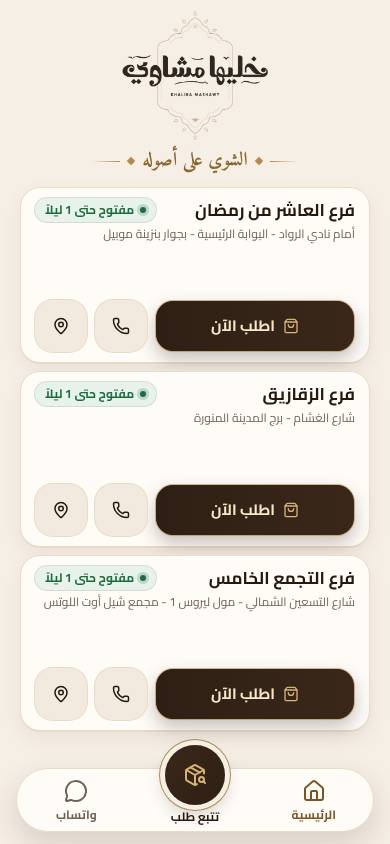 خليها مشاوي
KHALIHA MASHAWY
الشوي على أصوله
فرع العاشر من رمضان
مفتوح حتى 1 ليلاً
أمام نادي الرواد - البوابة الرئيسية - بجوار بنزينة موبيل
اطلب الآن
فرع الزقازيق
مفتوح حتى 1 ليلاً
شارع الغشام - برج المدينة المنورة
اطلب الآن
فرع التجمع الخامس
مفتوح حتى 1 ليلاً
شارع التسعين الشمالي - مول ليروس 1 - مجمع شيل أوت اللوتس
اطلب الآن
الرئيسية
تتبع طلب
واتساب